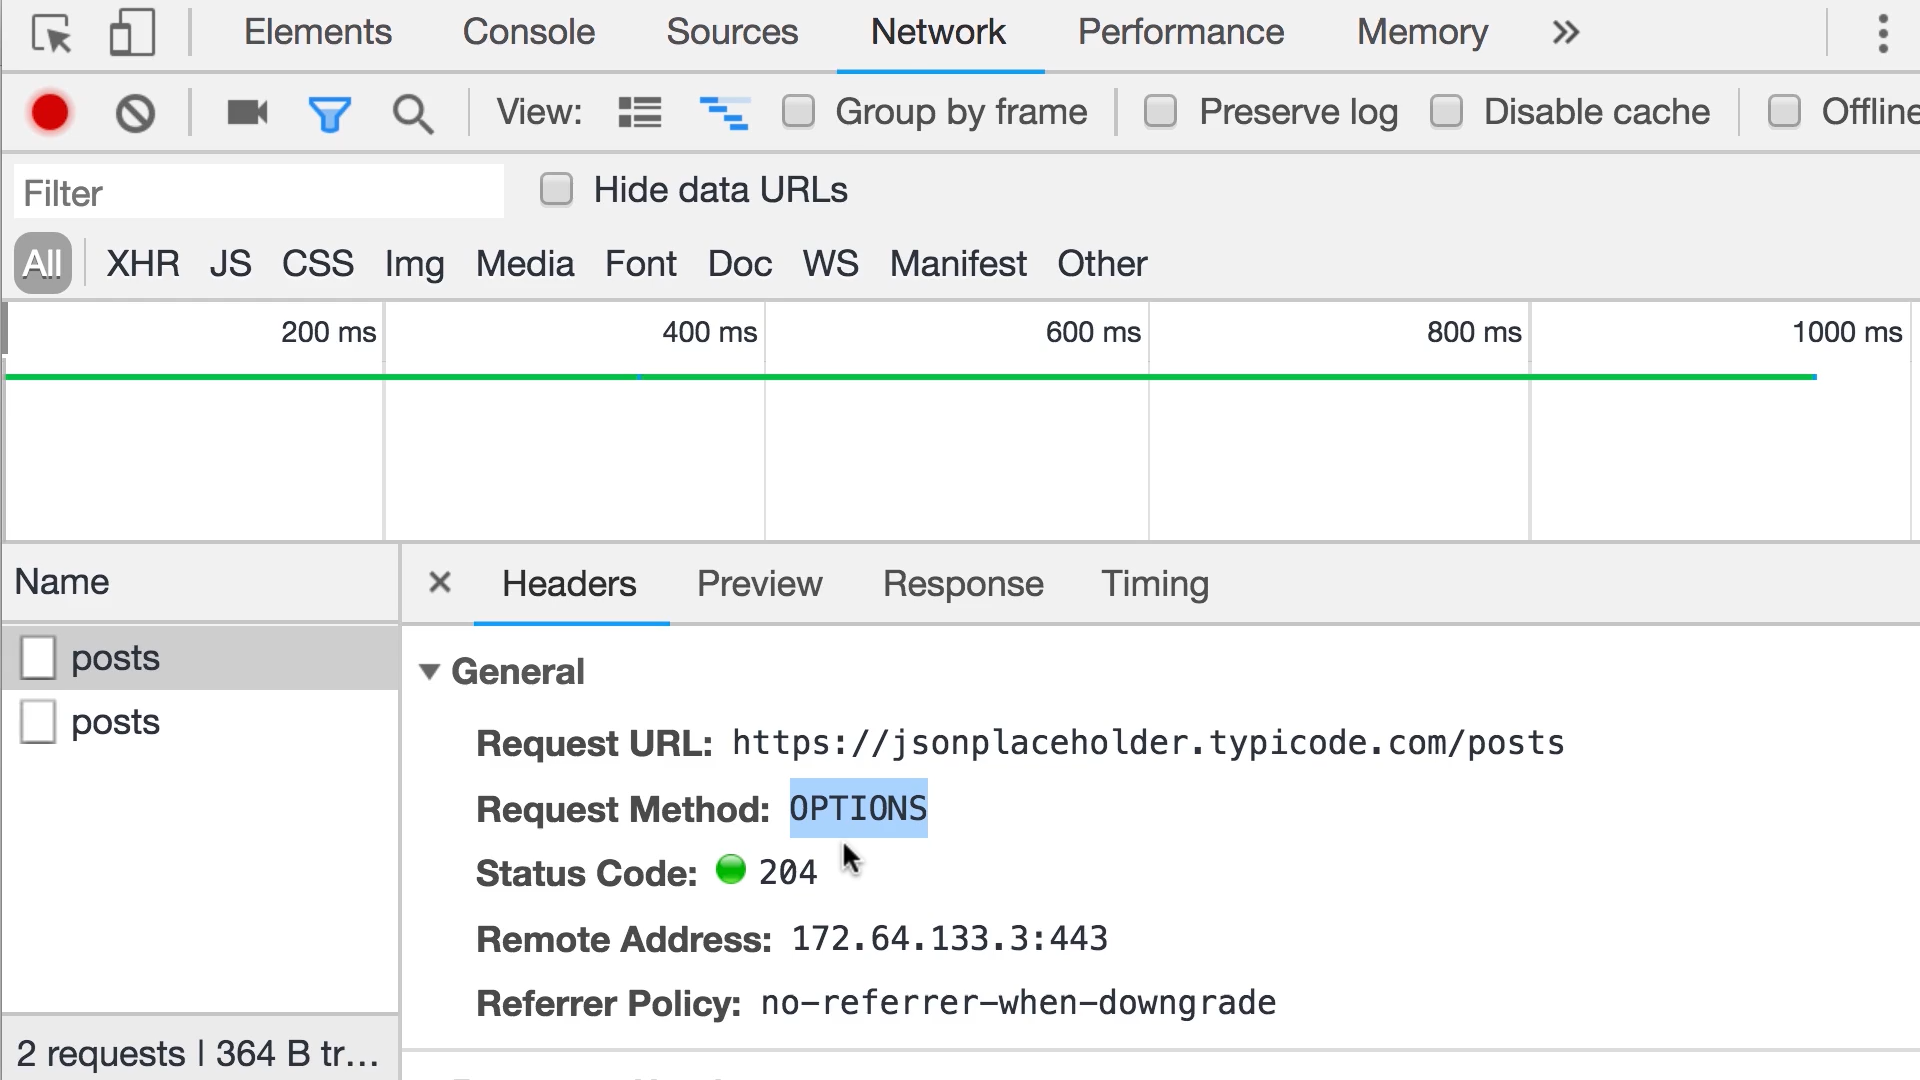 Elements Console Sources Network Performance Memory »
View: Group by frame Preserve log Disable cache Offline
Filter Hide data URLs
All XHR JS CSS Img Media Font Doc WS Manifest Other
200 ms 400 ms 600 ms 800 ms 1000 ms
Name × Headers Preview Response Timing
posts
posts
▼ General
Request URL: https://jsonplaceholder.typicode.com/posts
Request Method: OPTIONS
Status Code: 204
Remote Address: 172.64.133.3:443
Referrer Policy: no-referrer-when-downgrade
2 requests | 364 B tr...